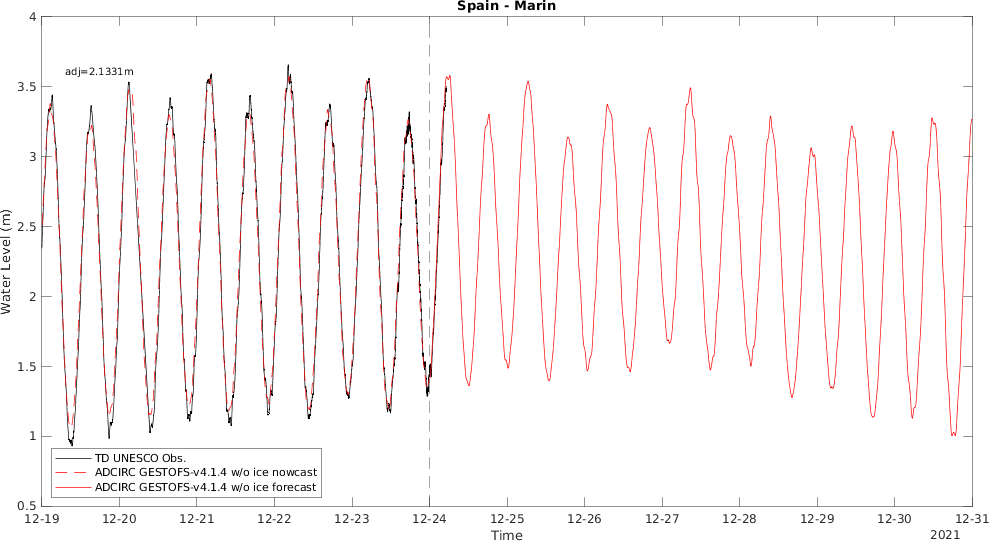 Spain - Marin
4
3.5
3
2.5
2
1.5
1
0.5
Water Level (m)
adj=2.1331m
TD UNESCO Obs.
ADCIRC GESTOFS-v4.1.4 w/o ice nowcast
ADCIRC GESTOFS-v4.1.4 w/o ice forecast
12-19 12-20 12-21 12-22 12-23 12-24 12-25 12-26 12-27 12-28 12-29 12-30 12-31
Time
2021